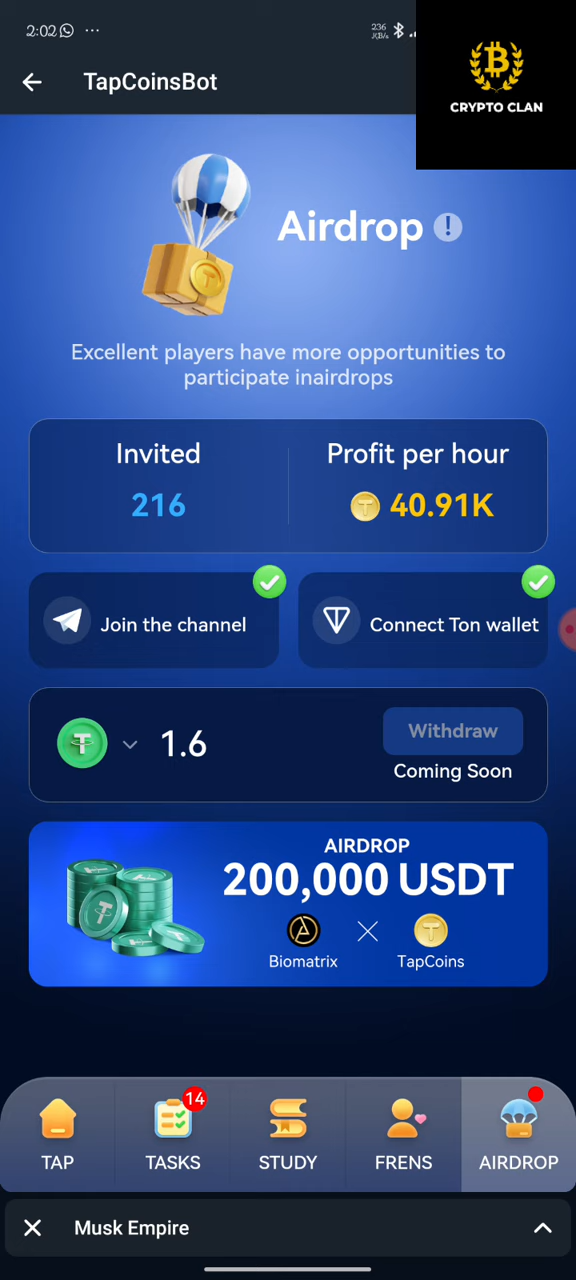 2:02
236
KB/s
TapCoinsBot
CRYPTO CLAN
Airdrop
Excellent players have more opportunities to
participate inairdrops
Invited
Profit per hour
216
40.91K
Join the channel
Connect Ton wallet
1.6
Withdraw
Coming Soon
AIRDROP
200,000 USDT
Biomatrix
TapCoins
14
TAP
TASKS
STUDY
FRENS
AIRDROP
Musk Empire